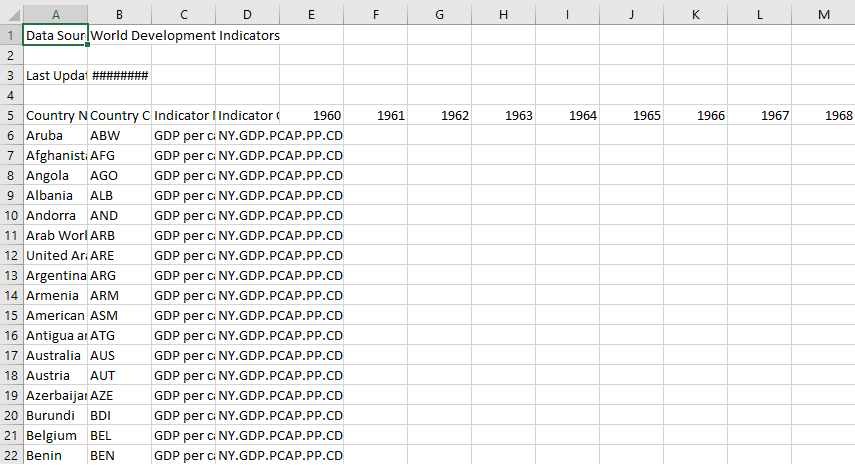 A B C D E F G H I J K L M
1 Data Sour World Development Indicators
2
3 Last Updat ########
4
5 Country N Country C Indicator N Indicator C 1960 1961 1962 1963 1964 1965 1966 1967 1968
6 Aruba ABW GDP per ca NY.GDP.PCAP.PP.CD
7 Afghanista AFG GDP per ca NY.GDP.PCAP.PP.CD
8 Angola AGO GDP per ca NY.GDP.PCAP.PP.CD
9 Albania ALB GDP per ca NY.GDP.PCAP.PP.CD
10 Andorra AND GDP per ca NY.GDP.PCAP.PP.CD
11 Arab Worl ARB GDP per ca NY.GDP.PCAP.PP.CD
12 United Ara ARE GDP per ca NY.GDP.PCAP.PP.CD
13 Argentina ARG GDP per ca NY.GDP.PCAP.PP.CD
14 Armenia ARM GDP per ca NY.GDP.PCAP.PP.CD
15 American ASM GDP per ca NY.GDP.PCAP.PP.CD
16 Antigua an ATG GDP per ca NY.GDP.PCAP.PP.CD
17 Australia AUS GDP per ca NY.GDP.PCAP.PP.CD
18 Austria AUT GDP per ca NY.GDP.PCAP.PP.CD
19 Azerbaijan AZE GDP per ca NY.GDP.PCAP.PP.CD
20 Burundi BDI GDP per ca NY.GDP.PCAP.PP.CD
21 Belgium BEL GDP per ca NY.GDP.PCAP.PP.CD
22 Benin BEN GDP per ca NY.GDP.PCAP.PP.CD